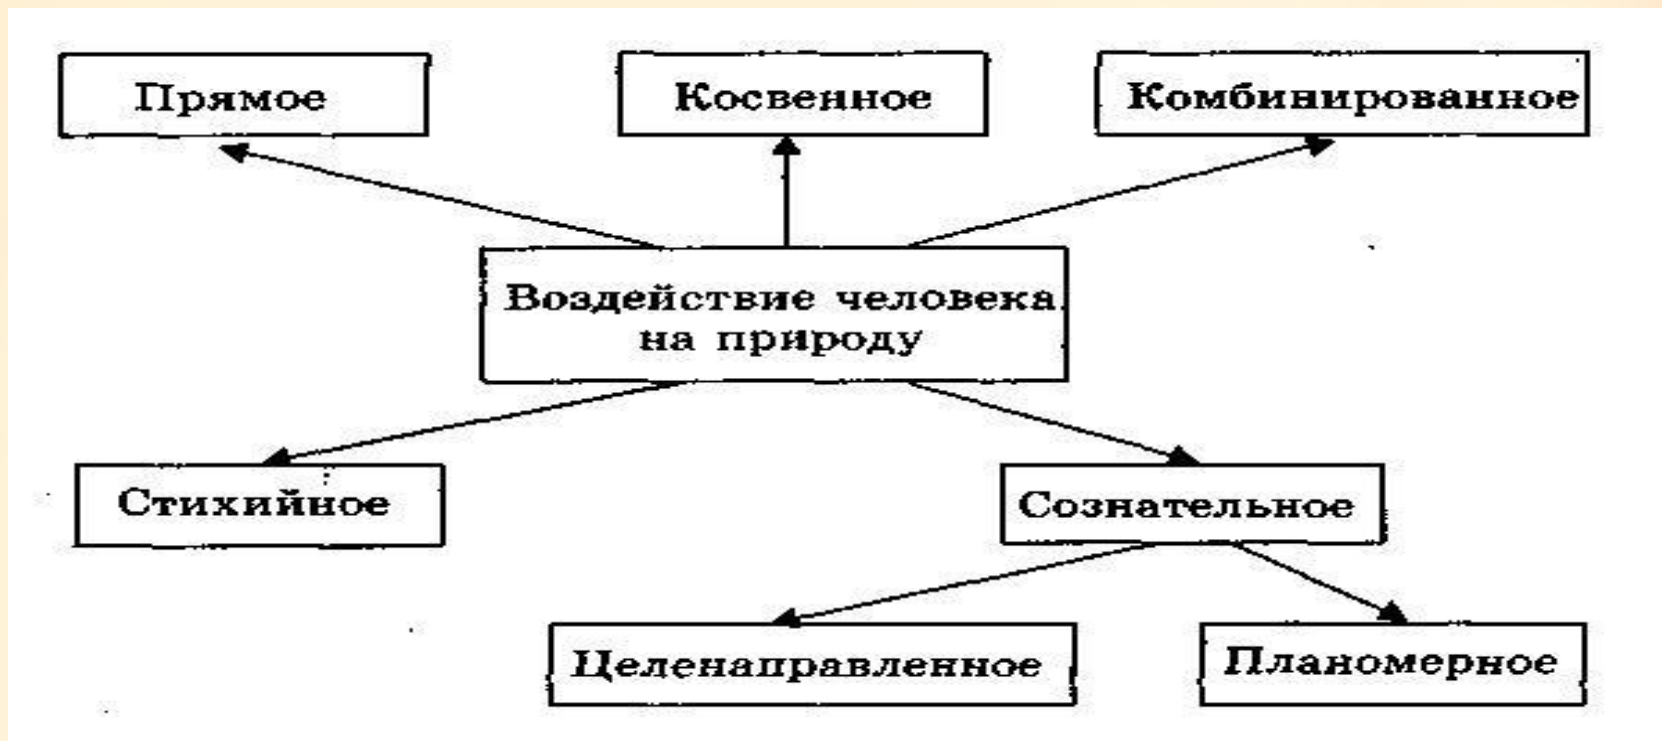 Прямое
Косвенное
Комбинированное
Воздействие человека
на природу
Стихийное
Сознательное
Целенаправленное
Планомерное